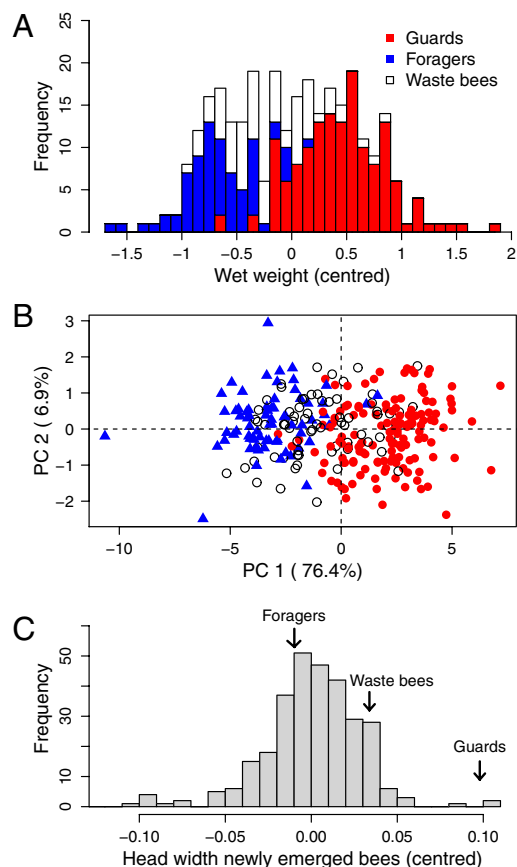 A
Frequency
25
20
15
10
5
0
Guards
Foragers
Waste bees
−1.5 −1 −0.5 0 0.5 1 1.5 2
Wet weight (centred)
B
PC 2 ( 6.9%)
3
2
1
0
−1
−2
−10 −5 0 5
PC 1 ( 76.4%)
C
Frequency
50
30
10
0
Foragers
Waste bees
Guards
−0.10 −0.05 0.00 0.05 0.10
Head width newly emerged bees (centred)